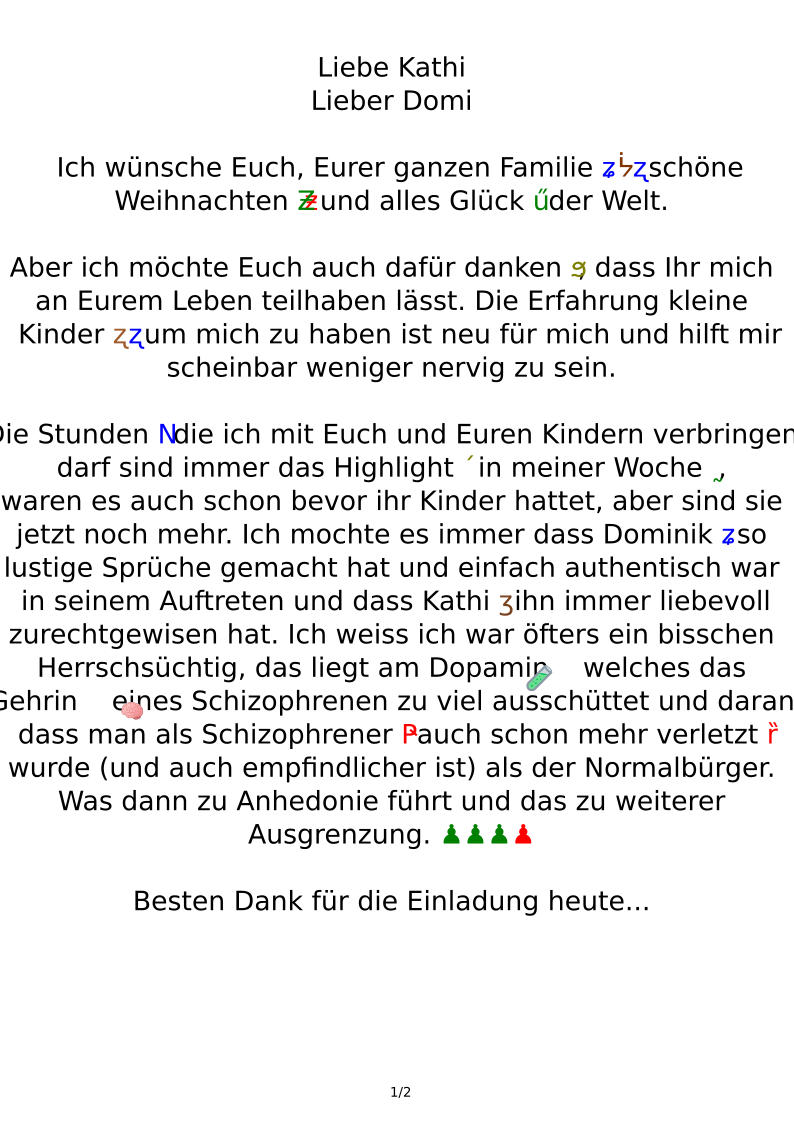 Liebe Kathi
Lieber Domi
Ich wünsche Euch, Eurer ganzen Familie schöne
Weihnachten und alles Glück űder Welt.
Aber ich möchte Euch auch dafür danken , dass Ihr mich
an Eurem Leben teilhaben lässt. Die Erfahrung kleine
Kinder ʐʐum mich zu haben ist neu für mich und hilft mir
scheinbar weniger nervig zu sein.
Die Stunden Ndie ich mit Euch und Euren Kindern verbringen
darf sind immer das Highlight ´in meiner Woche ,
waren es auch schon bevor ihr Kinder hattet, aber sind sie
jetzt noch mehr. Ich mochte es immer dass Dominik ʑso
lustige Sprüche gemacht hat und einfach authentisch war
in seinem Auftreten und dass Kathi ʒihn immer liebevoll
zurechtgewisen hat. Ich weiss ich war öfters ein bisschen
Herrschsüchtig, das liegt am Dopamin 🧪 welches das
Gehrin 🧠 eines Schizophrenen zu viel ausschüttet und daran
dass man als Schizophrener auch schon mehr verletzt ȑ
wurde (und auch empfindlicher ist) als der Normalbürger.
Was dann zu Anhedonie führt und das zu weiterer
Ausgrenzung. ♟♟♟♟
Besten Dank für die Einladung heute...
1/2